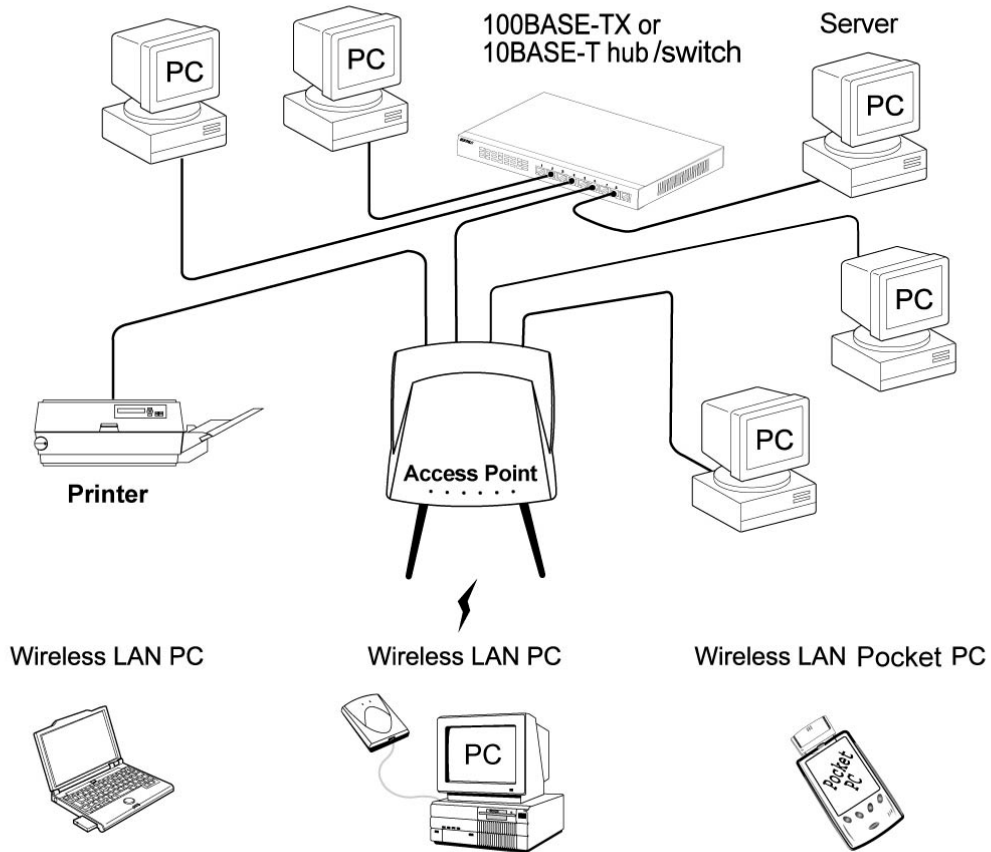 100BASE-TX or
10BASE-T hub/switch
Server
PC
PC
PC
PC
PC
Access Point
Printer
Wireless LAN PC
Wireless LAN PC
Wireless LAN Pocket PC
PC
Pocket
PC